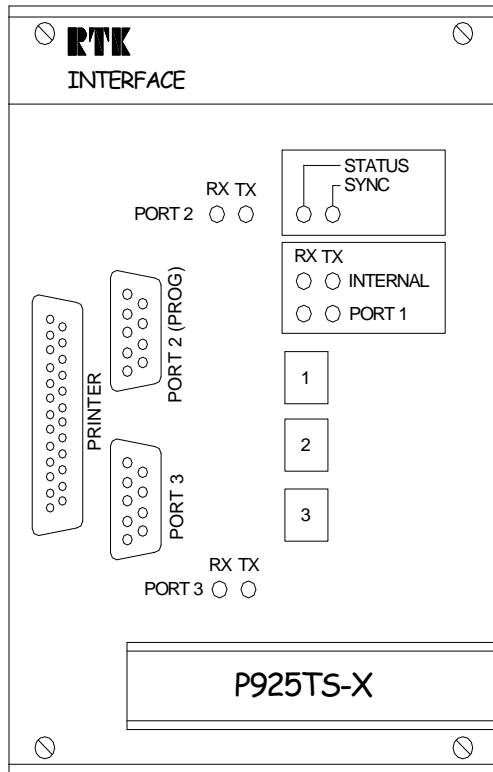 RTK
INTERFACE
STATUS
SYNC
RX TX
PORT 2
RX TX
INTERNAL
PORT 1
PORT 2 (PROG)
PRINTER
PORT 3
1
2
3
RX TX
PORT 3
P925TS-X